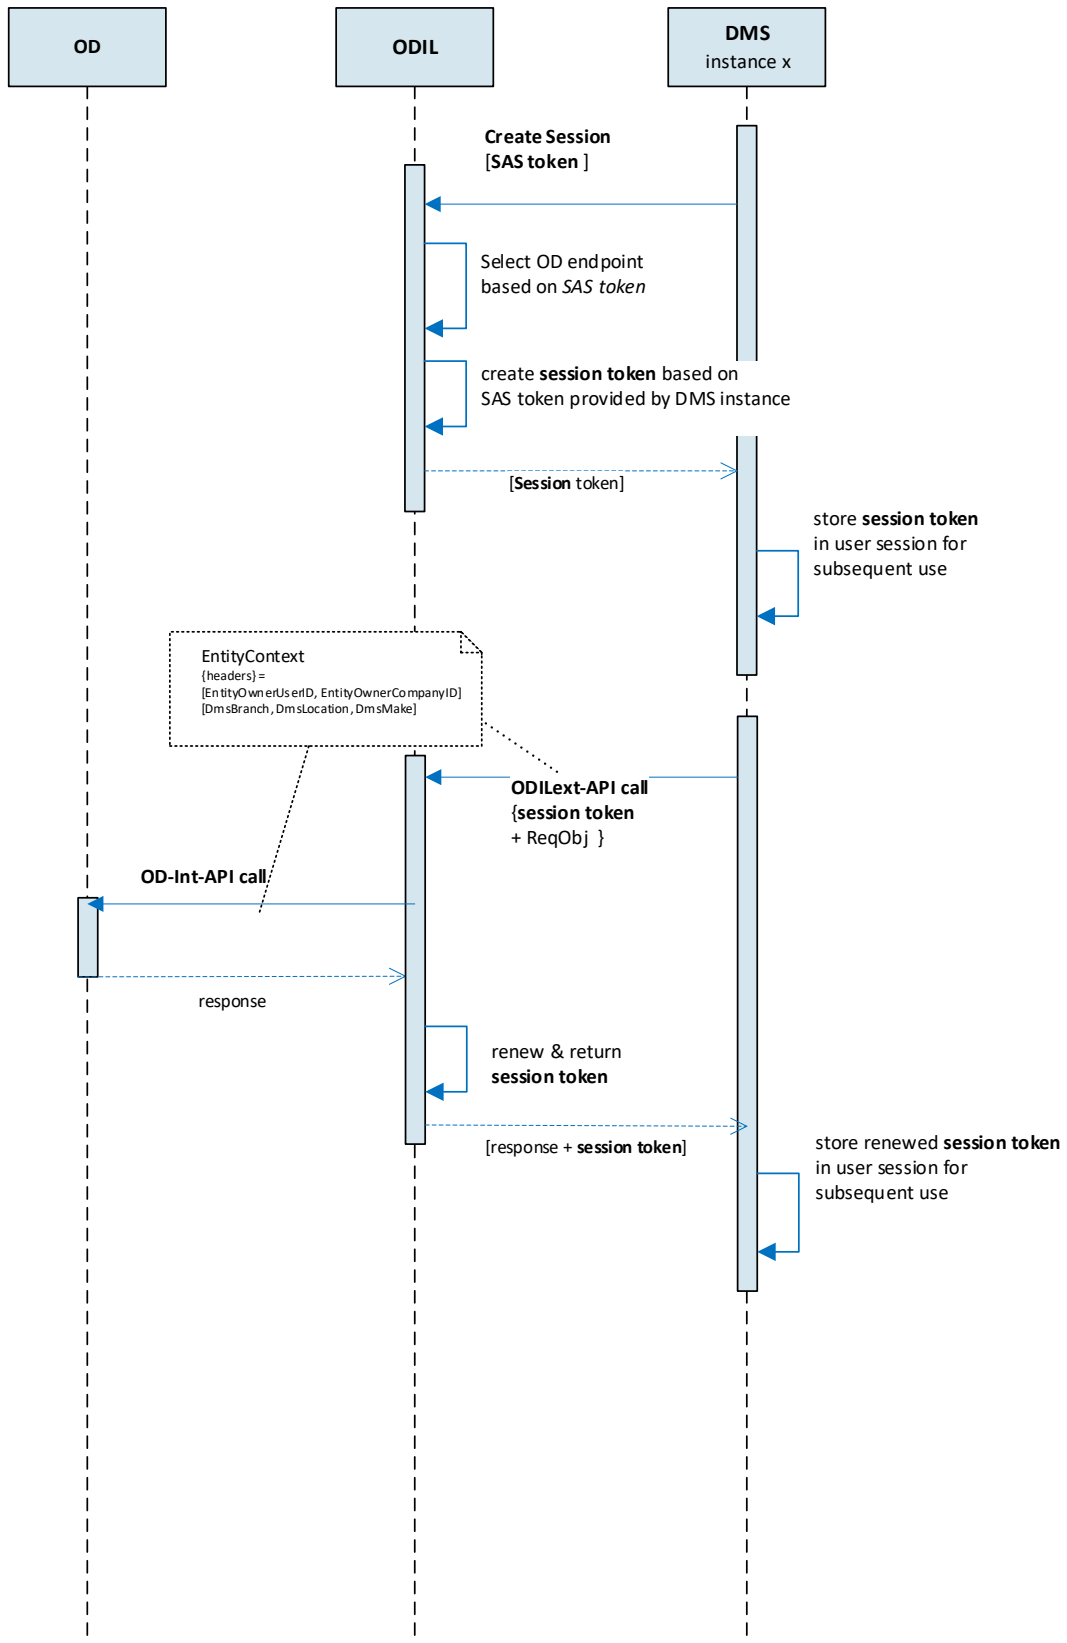 OD
ODIL
DMS
instance x
Create Session
[SAS token ]
Select OD endpoint
based on SAS token
create session token based on
SAS token provided by DMS instance
[Session token]
store session token
in user session for
subsequent use
EntityContext
{headers} =
[EntityOwnerUserID, EntityOwnerCompanyID]
[DmsBranch, DmsLocation, DmsMake]
ODILext-API call
{session token
+ ReqObj }
OD-Int-API call
response
renew & return
session token
[response + session token]
store renewed session token
in user session for
subsequent use